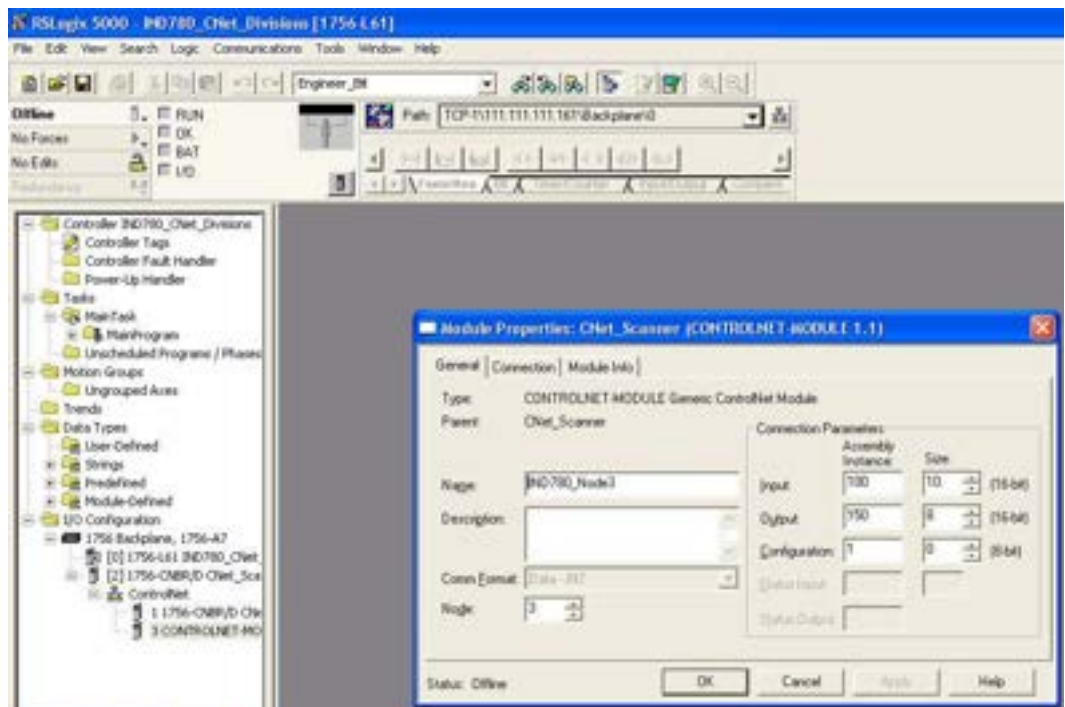 RSLogix 5000 - IND780_CNet_Divisions [1756-L61]
File Edit View Search Logic Communications Tools Window Help
Offline
RUN
No Forces
OK
No Edits
BAT
I/O
Redundancy
Path: TCP-1\111.111.111.167\Backplane\0
Favorites
Timer/Counter
Input/Output
Compare
Controller IND780_CNet_Divisions
Controller Tags
Controller Fault Handler
Power-Up Handler
Tasks
MainTask
MainProgram
Unscheduled Programs / Phases
Motion Groups
Ungrouped Axes
Trends
Data Types
User-Defined
Strings
Predefined
Module-Defined
I/O Configuration
1756 Backplane, 1756-A7
[0] 1756-L61 IND780_CNet_
[2] 1756-CNBR/D CNet_Sca
ControlNet
1 1756-CNBR/D CNe
3 CONTROLNET-MO
Module Properties: CNet_Scanner (CONTROLNET-MODULE 1.1)
General Connection Module Info
Type: CONTROLNET-MODULE Generic ControlNet Module
Parent: CNet_Scanner
Connection Parameters
Assembly Instance: Size:
Name: IND780_Node3
Input: 100 10 (16-bit)
Description:
Output: 150 8 (16-bit)
Configuration: 1 0 (8-bit)
Comm Format: Data - INT
Status Input:
Node: 3
Status Output:
Status: Offline
OK Cancel Apply Help